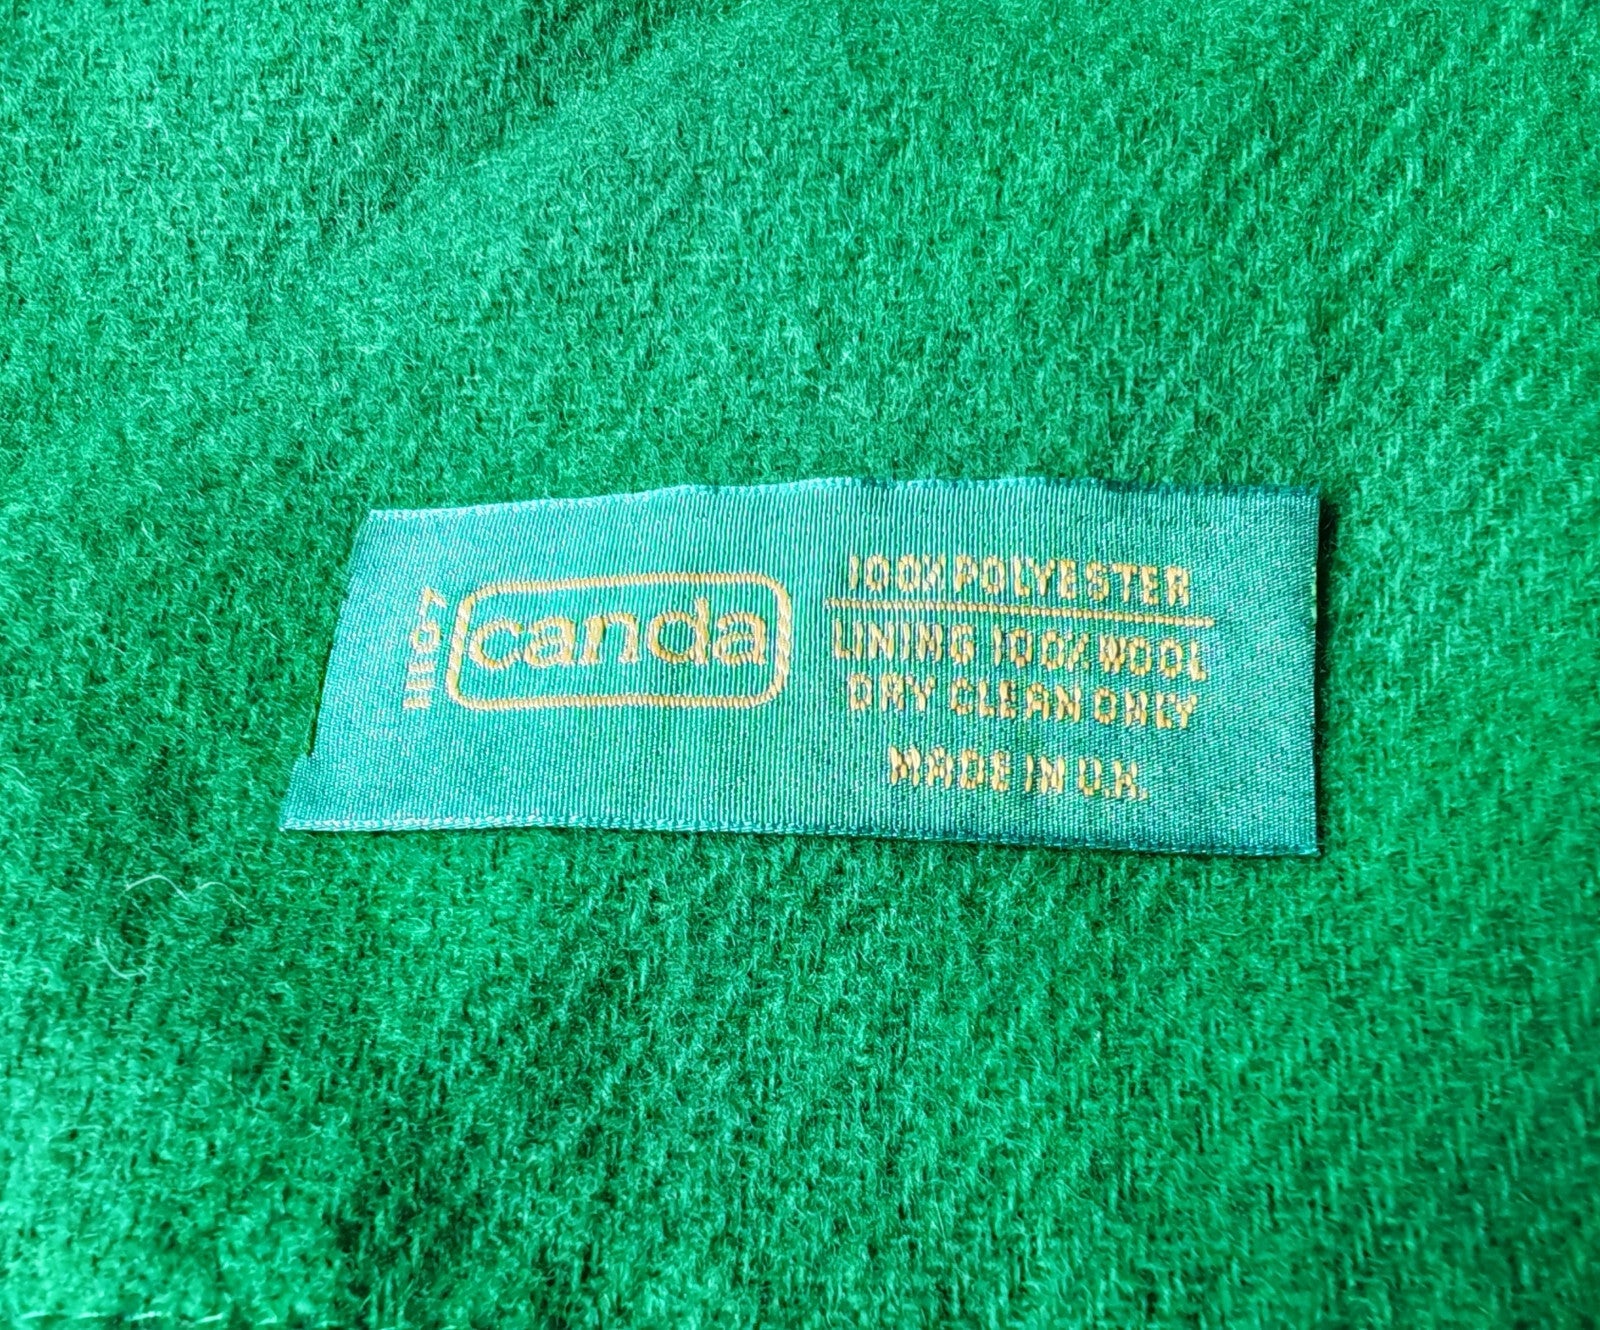 canda
100% POLYESTER
LINING 100% WOOL
DRY CLEAN ONLY
MADE IN U.K.